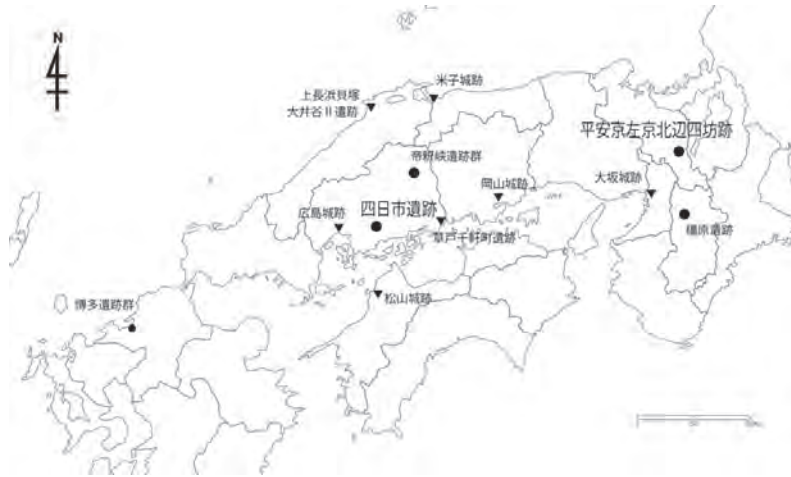 N
米子城跡
上長浜貝塚
大井谷Ⅱ遺跡
平安京左京北辺四坊跡
帝釈峡遺跡群
岡山城跡
大坂城跡
広島城跡
四日市遺跡
草戸千軒町遺跡
橿原遺跡
博多遺跡群
松山城跡